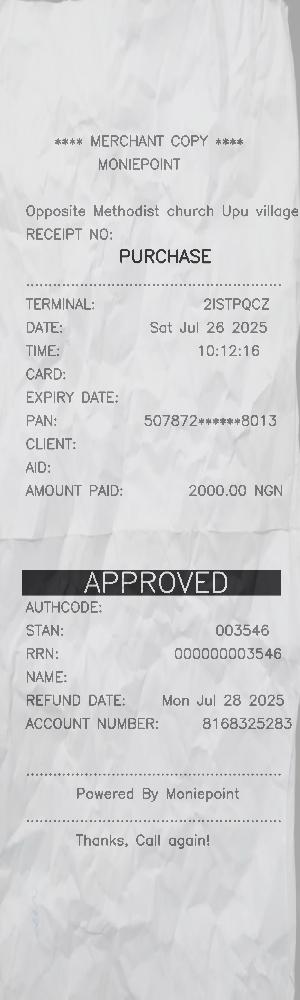 **** MERCHANT COPY ****
MONIEPOINT
Opposite Methodist church Upu village
RECEIPT NO:
PURCHASE
TERMINAL: 2ISTPQCZ
DATE: Sat Jul 26 2025
TIME: 10:12:16
CARD:
EXPIRY DATE:
PAN: 507872******8013
CLIENT:
AID:
AMOUNT PAID: 2000.00 NGN
APPROVED
AUTHCODE:
STAN: 003546
RRN: 000000003546
NAME:
REFUND DATE: Mon Jul 28 2025
ACCOUNT NUMBER: 8168325283
Powered By Moniepoint
Thanks, Call again!